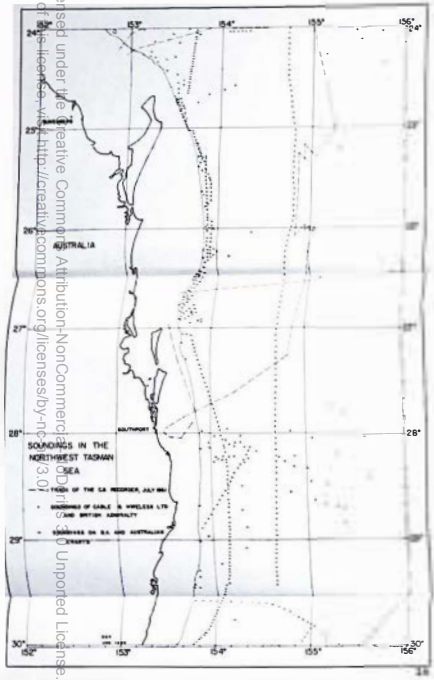 152° 153° 154° 155° 156°
24° 24°
25° 25°
AUSTRALIA
26°
27° 27°
SOUTHPORT
28° 28°
SOUNDINGS IN THE
NORTHWEST TASMAN
SEA
TRACK OF THE RECORDER, JULY
SOUNDINGS OF CABLE & WIRELESS LTD
AND BRITISH ADMIRALTY
SOUNDINGS ON AND AUSTRALIAN
CHARTS
29°
30° 30°
152° 153° 154° 155° 156°
ensed under the Creative Commons Attribution-NonCommercial-NoDerivs 3.0 Unported License.
of this license, visit http://creativecommons.org/licenses/by-nc-nd/3.0/